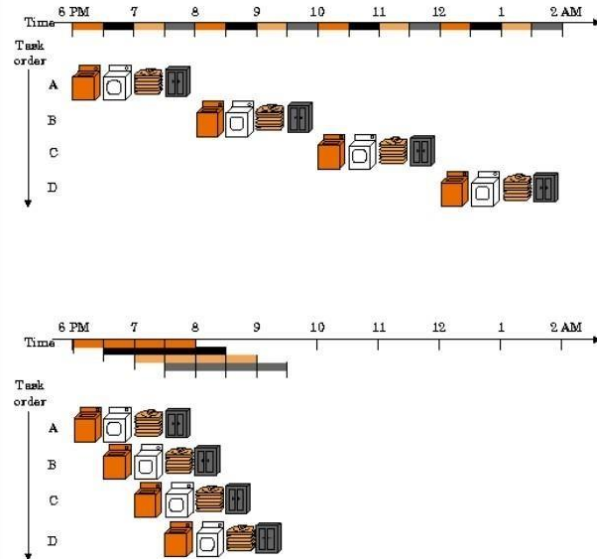 6 PM 7 8 9 10 11 12 1 2 AM
Time
Task
order
A
B
C
D
6 PM 7 8 9 10 11 12 1 2 AM
Time
Task
order
A
B
C
D